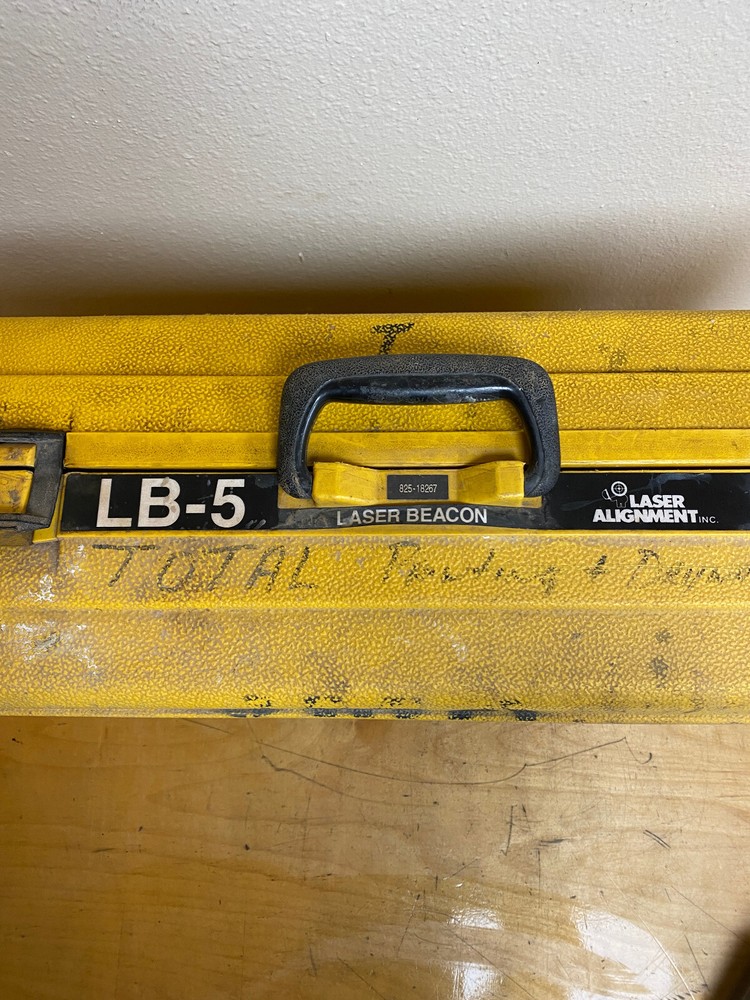 825-18267
LB-5
LASER BEACON
LASER
ALIGNMENT INC.
TOTAL